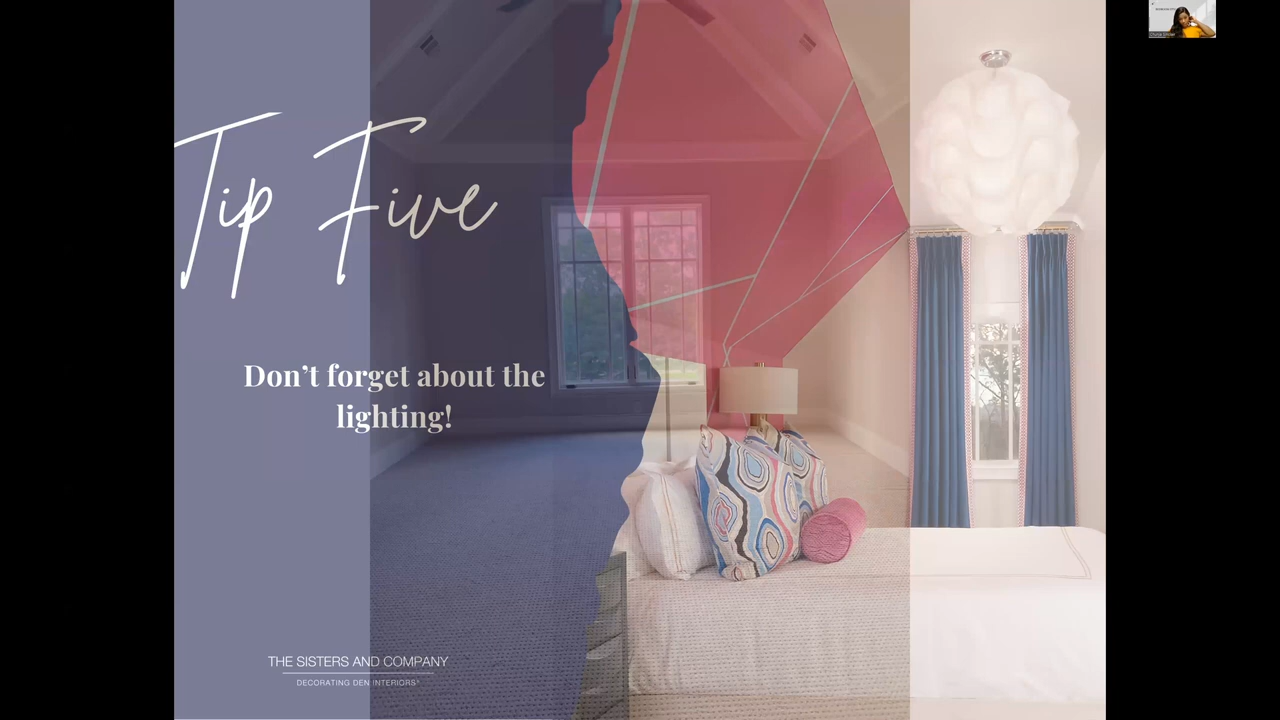 Tip Five
Don't forget about the
lighting!
THE SISTERS AND COMPANY
DECORATING DEN INTERIORS®